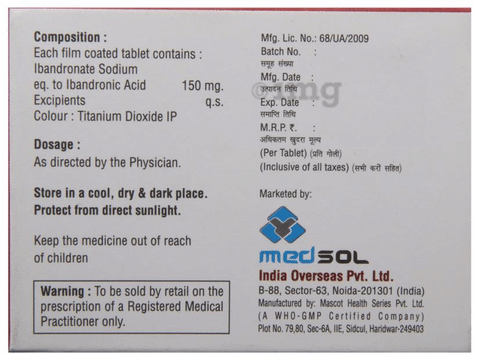 Composition :
Each film coated tablet contains :
Ibandronate Sodium
eq. to Ibandronic Acid 150 mg.
Excipients q.s.
Colour : Titanium Dioxide IP
Dosage :
As directed by the Physician.
Store in a cool, dry & dark place.
Protect from direct sunlight.
Keep the medicine out of reach
of children
Warning : To be sold by retail on the
prescription of a Registered Medical
Practitioner only.
Mfg. Lic. No.: 68/UA/2009
Batch No. :
समूह संख्या
Mfg. Date :
उत्पादन तिथि
Exp. Date :
समाप्ति तिथि
M.R.P. ₹. :
अधिकतम खुदरा मूल्य
(Per Tablet) (प्रति गोली)
(Inclusive of all taxes) (सभी करों सहित)
Marketed by:
medsol
India Overseas Pvt. Ltd.
B-88, Sector-63, Noida-201301 (India)
Manufactured by: Mascot Health Series Pvt. Ltd.
(A WHO-GMP Certified Company)
Plot No. 79,80, Sec-6A, IIE, Sidcul, Haridwar-249403